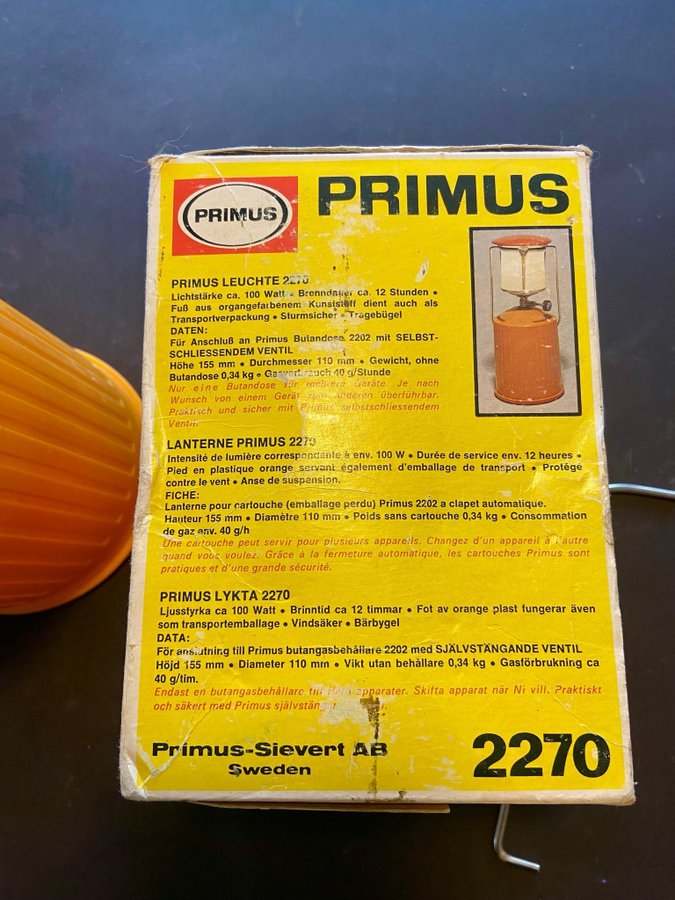 PRIMUS
PRIMUS
PRIMUS LEUCHTE 2270
Lichtstärke ca. 100 Watt • Brenndauer ca. 12 Stunden •
Fuß aus organgefarbenem Kunststoff dient auch als
Transportverpackung • Sturmsicher • Tragebügel
DATEN:
Für Anschluß an Primus Butandose 2202 mit SELBST-
SCHLIESSENDEM VENTIL
Höhe 155 mm • Durchmesser 110 mm • Gewicht, ohne
Butandose 0,34 kg • Gasverbrauch 40 g/Stunde
Nur eine Butandose für mehrere Geräte. Je nach
Wunsch von einem Gerät zum anderen überführbar.
Praktisch und sicher mit Primus selbstschliessendem
Ventil.
LANTERNE PRIMUS 2270
Intensité de lumière correspondante à env. 100 W • Durée de service env. 12 heures •
Pied en plastique orange servant également d'emballage de transport • Protégé
contre le vent • Anse de suspension.
FICHE:
Lanterne pour cartouche (emballage perdu) Primus 2202 a clapet automatique.
Hauteur 155 mm • Diamètre 110 mm • Poids sans cartouche 0,34 kg • Consommation
de gaz env. 40 g/h
Une cartouche peut servir pour plusieurs appareils. Changez d'un appareil à l'autre
quand vous voulez. Grâce à la fermeture automatique, les cartouches Primus sont
pratiques et d'une grande sécurité.
PRIMUS LYKTA 2270
Ljusstyrka ca 100 Watt • Brinntid ca 12 timmar • Fot av orange plast fungerar även
som transportemballage • Vindsäker • Bärbygel
DATA:
För anslutning till Primus butangasbehållare 2202 med SJÄLVSTÄNGANDE VENTIL
Höjd 155 mm • Diameter 110 mm • Vikt utan behållare 0,34 kg • Gasförbrukning ca
40 g/tim.
Endast en butangasbehållare till flera apparater. Skifta apparat när Ni vill. Praktiskt
och säkert med Primus
Primus-Sievert AB
Sweden
2270